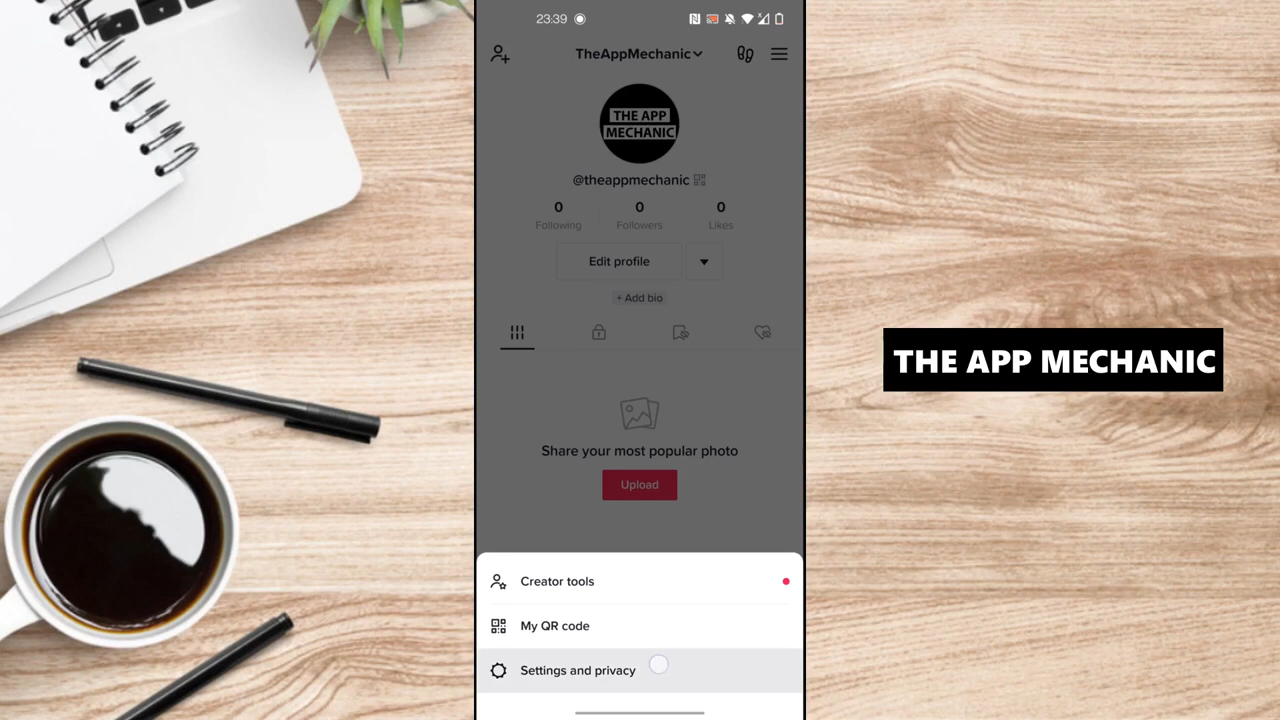 23:39
TheAppMechanic
THE APP
MECHANIC
@theappmechanic
0 0 0
Following Followers Likes
Edit profile
+ Add bio
Share your most popular photo
Upload
Creator tools
My QR code
Settings and privacy
THE APP MECHANIC